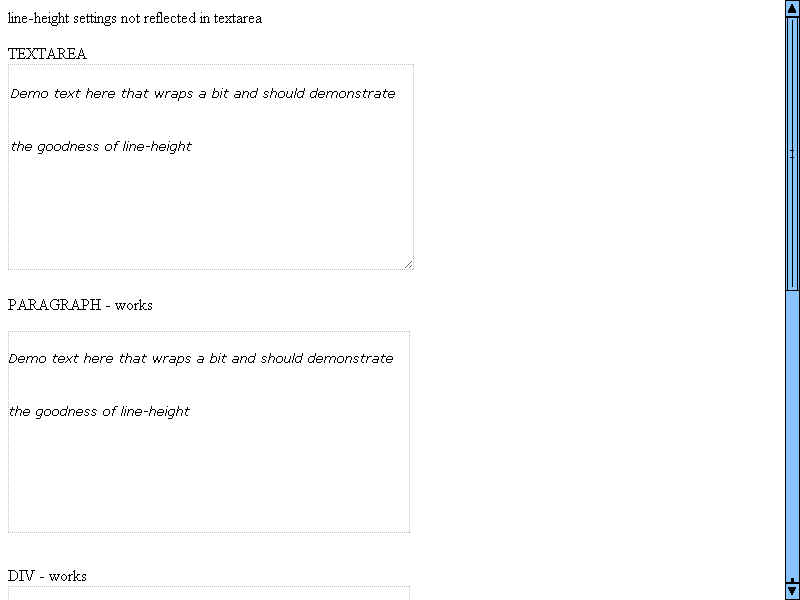 line-height settings not reflected in textarea
TEXTAREA
Demo text here that wraps a bit and should demonstrate
the goodness of line-height
PARAGRAPH - works
Demo text here that wraps a bit and should demonstrate
the goodness of line-height
DIV - works